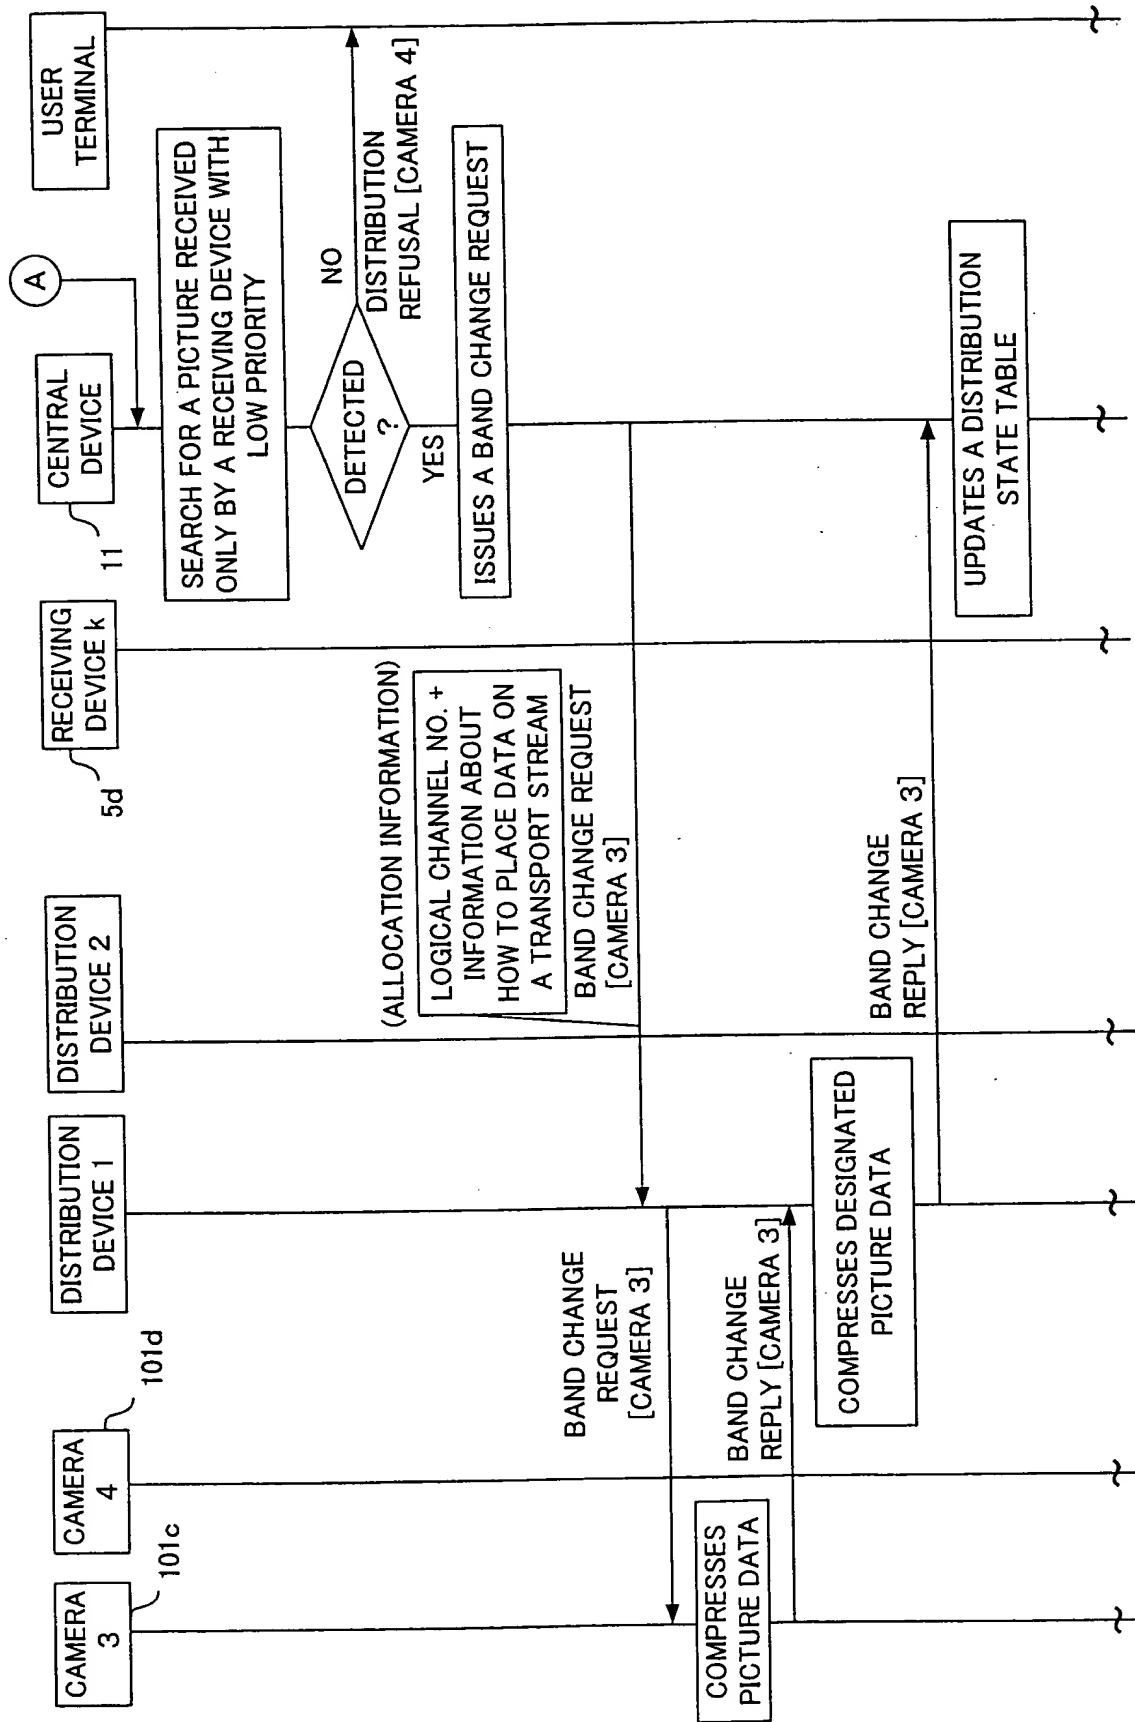 CAMERA
3
101c
CAMERA
4
101d
DISTRIBUTION
DEVICE 1
DISTRIBUTION
DEVICE 2
RECEIVING
DEVICE k
5d
CENTRAL
DEVICE
11
A
USER
TERMINAL
SEARCH FOR A PICTURE RECEIVED
ONLY BY A RECEIVING DEVICE WITH
LOW PRIORITY
DETECTED
?
NO
DISTRIBUTION
REFUSAL [CAMERA 4]
YES
ISSUES A BAND CHANGE REQUEST
(ALLOCATION INFORMATION)
LOGICAL CHANNEL NO. +
INFORMATION ABOUT
HOW TO PLACE DATA ON
A TRANSPORT STREAM
BAND CHANGE REQUEST
[CAMERA 3]
BAND CHANGE
REQUEST
[CAMERA 3]
COMPRESSES
PICTURE DATA
BAND CHANGE
REPLY [CAMERA 3]
COMPRESSES DESIGNATED
PICTURE DATA
BAND CHANGE
REPLY [CAMERA 3]
UPDATES A DISTRIBUTION
STATE TABLE